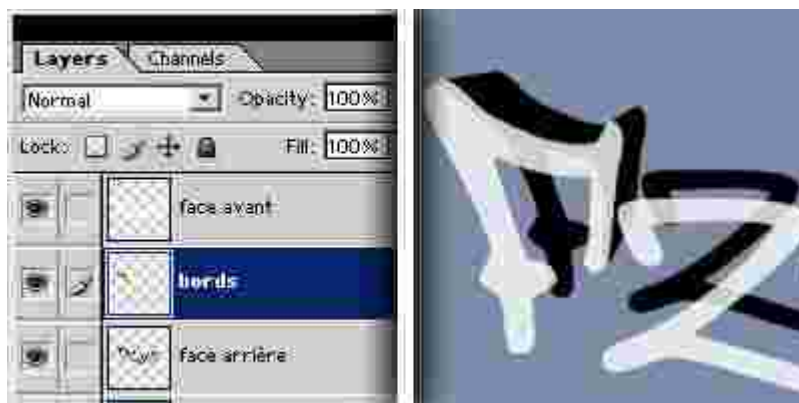 Layers Channels
Normal Opacity: 100%
Lock: Fill: 100%
face avant
bords
face arrière